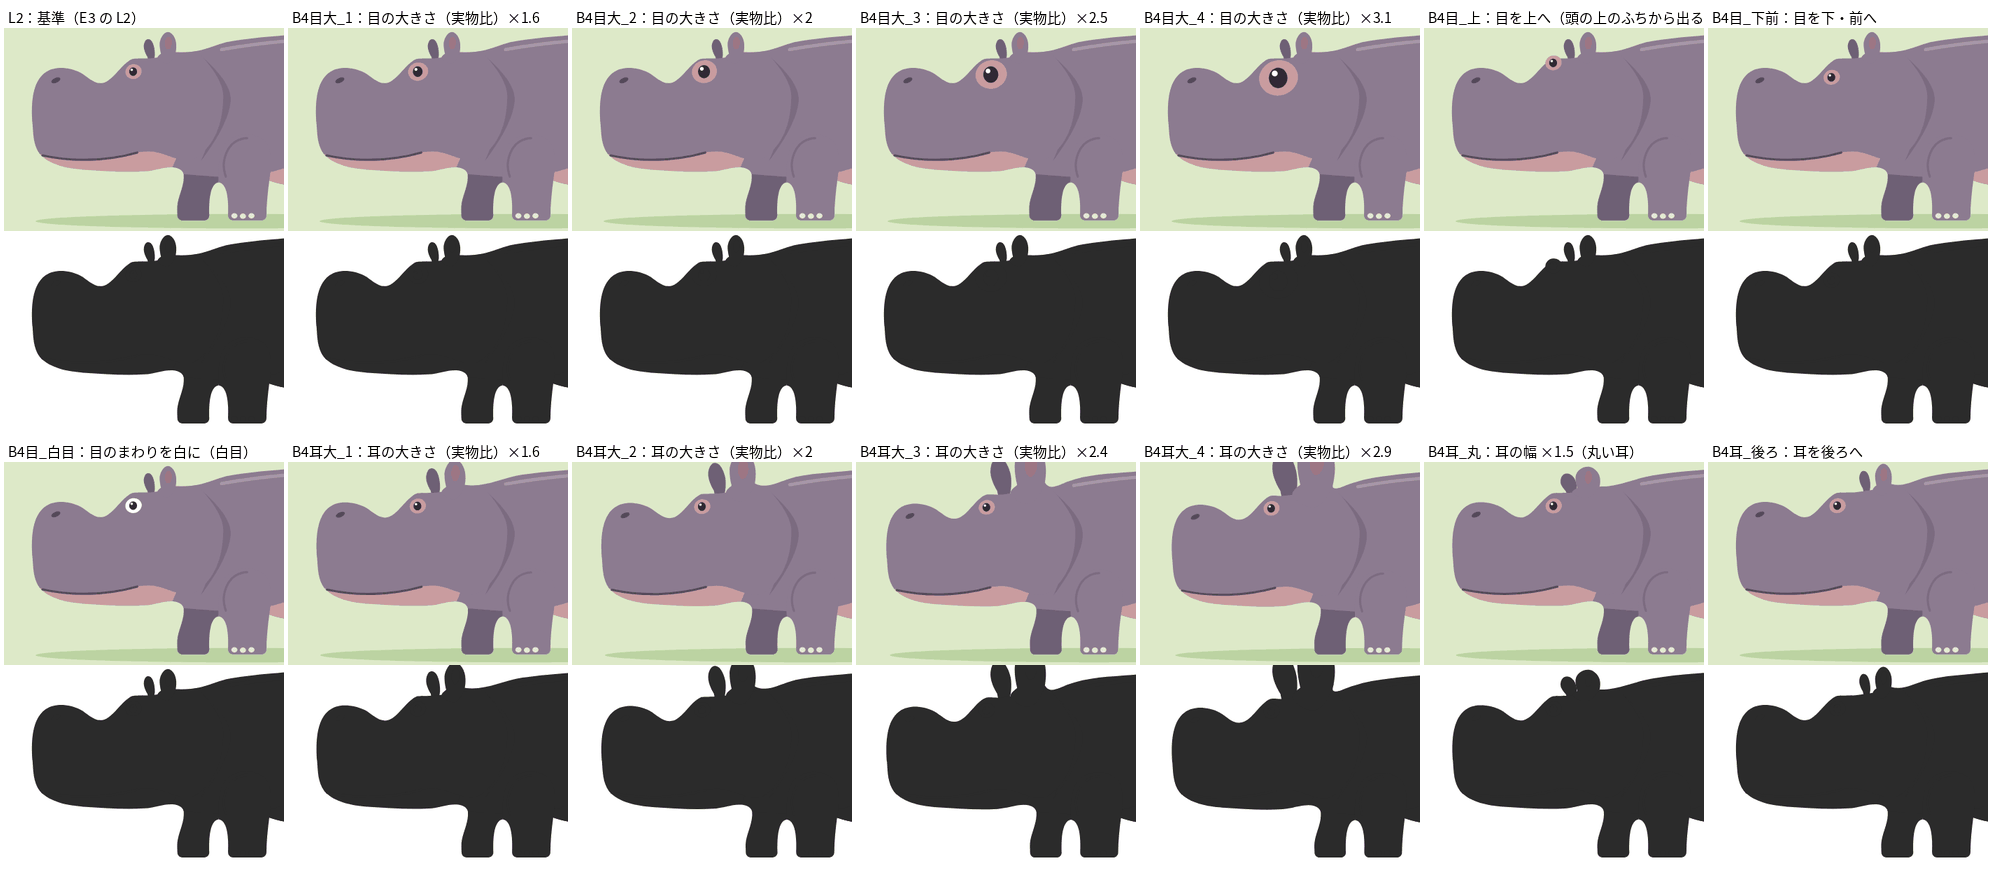 L2：基準（E3 の L2）
B4目大_1：目の大きさ（実物比）×1.6
B4目大_2：目の大きさ（実物比）×2
B4目大_3：目の大きさ（実物比）×2.5
B4目大_4：目の大きさ（実物比）×3.1
B4目_上：目を上へ（頭の上のふちから出る
B4目_下前：目を下・前へ
B4目_白目：目のまわりを白に（白目）
B4耳大_1：耳の大きさ（実物比）×1.6
B4耳大_2：耳の大きさ（実物比）×2
B4耳大_3：耳の大きさ（実物比）×2.4
B4耳大_4：耳の大きさ（実物比）×2.9
B4耳_丸：耳の幅 ×1.5（丸い耳）
B4耳_後ろ：耳を後ろへ